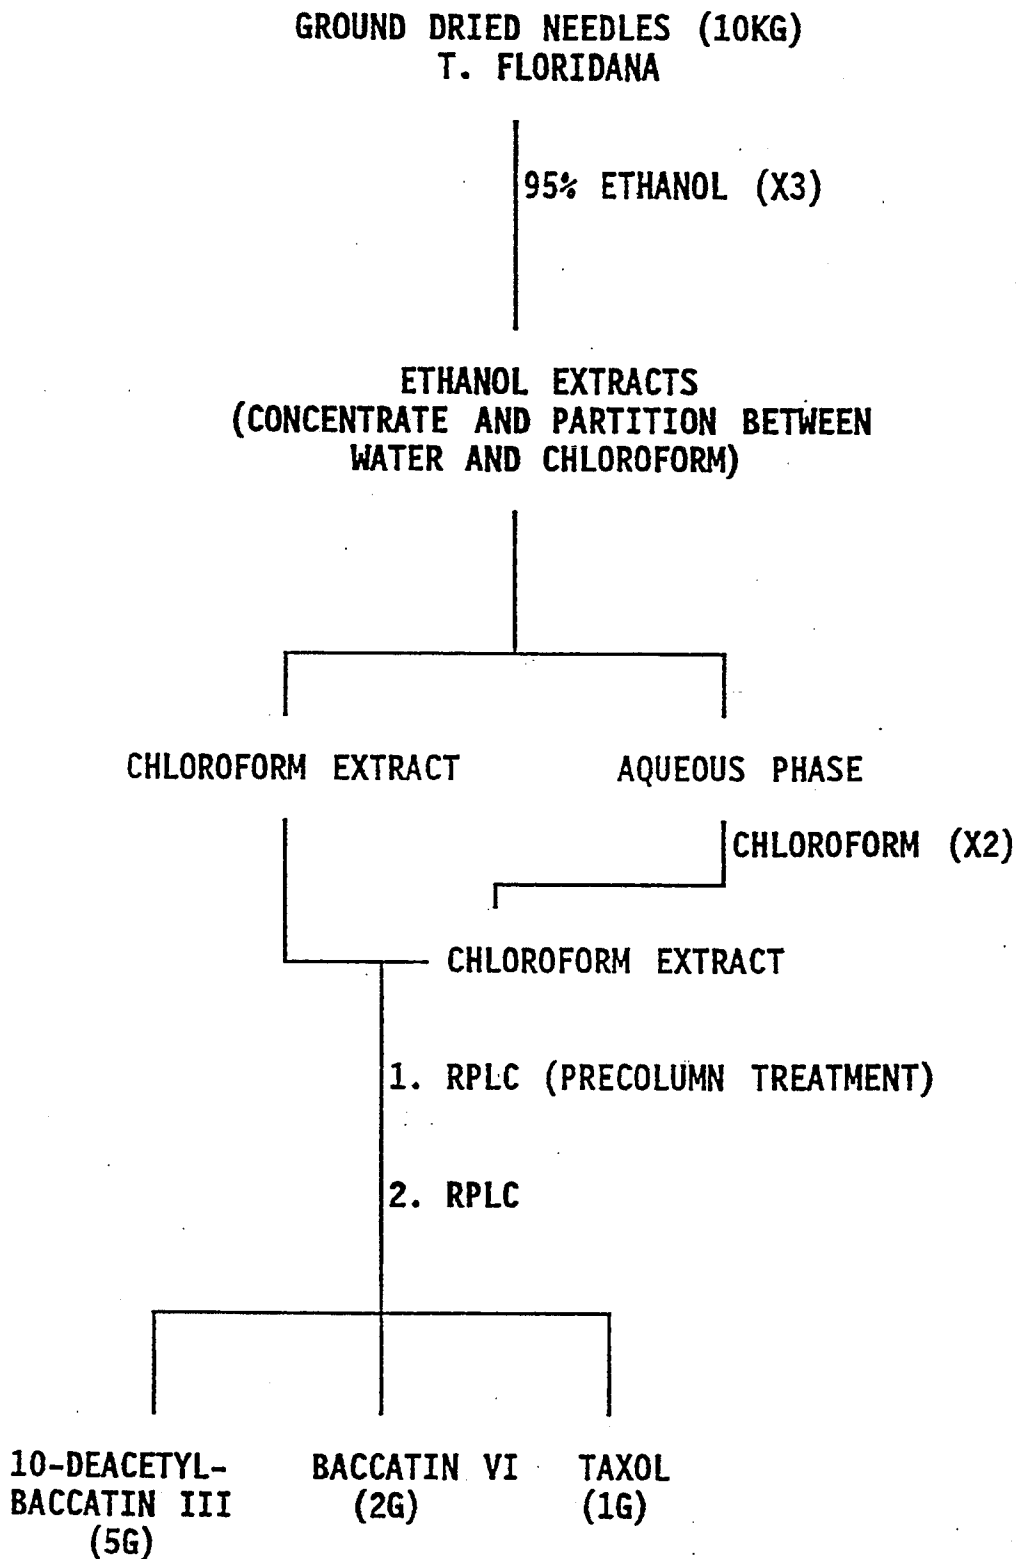 GROUND DRIED NEEDLES (10KG)
T. FLORIDANA
95% ETHANOL (X3)
ETHANOL EXTRACTS
(CONCENTRATE AND PARTITION BETWEEN
WATER AND CHLOROFORM)
CHLOROFORM EXTRACT
AQUEOUS PHASE
CHLOROFORM (X2)
CHLOROFORM EXTRACT
1. RPLC (PRECOLUMN TREATMENT)
2. RPLC
10-DEACETYL-
BACCATIN III
(5G)
BACCATIN VI
(2G)
TAXOL
(1G)